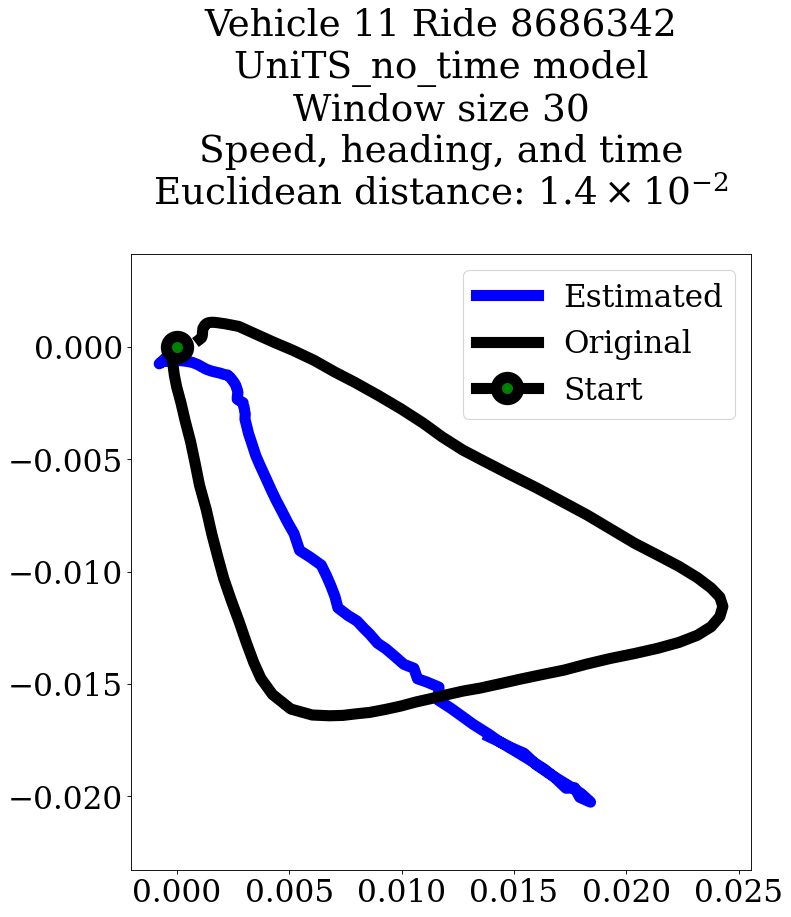 Vehicle 11 Ride 8686342
UniTS_no_time model
Window size 30
Speed, heading, and time
Euclidean distance: 1.4 × 10⁻²
Estimated
Original
Start
0.000
−0.005
−0.010
−0.015
−0.020
0.000 0.005 0.010 0.015 0.020 0.025